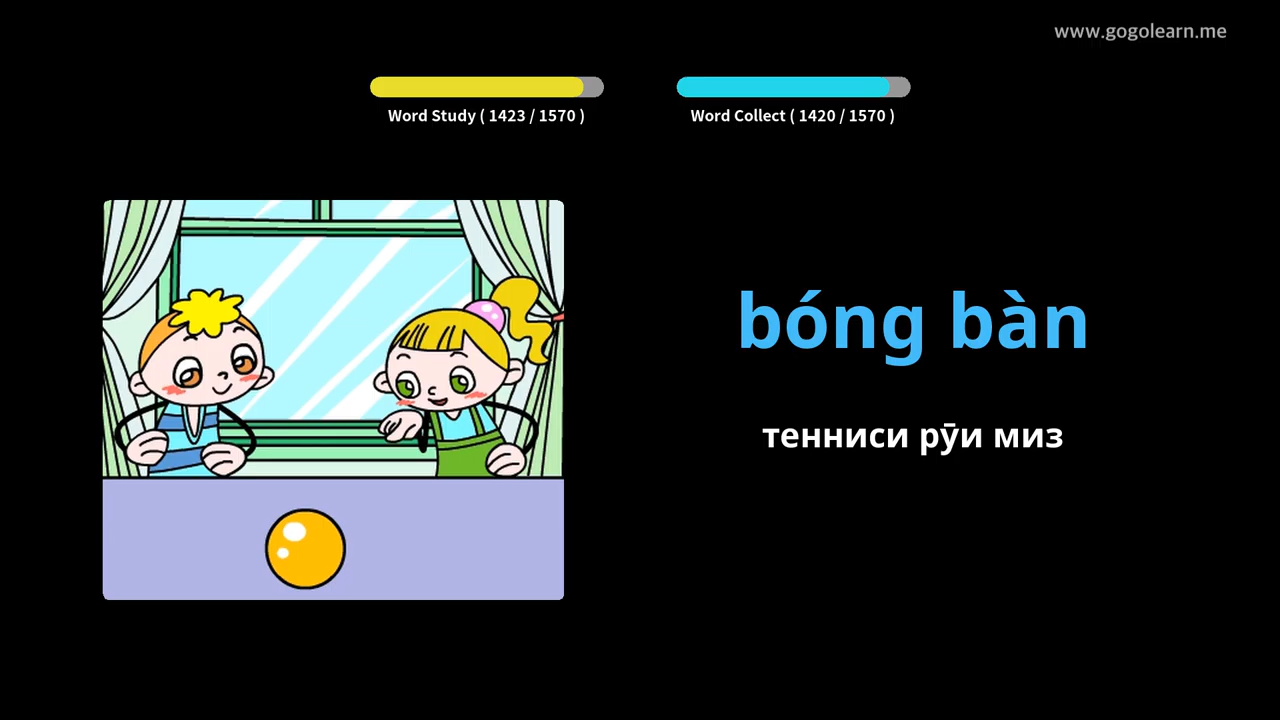 www.gogolearn.me
Word Study ( 1423 / 1570 )
Word Collect ( 1420 / 1570 )
bóng bàn
тенниси рӯи миз